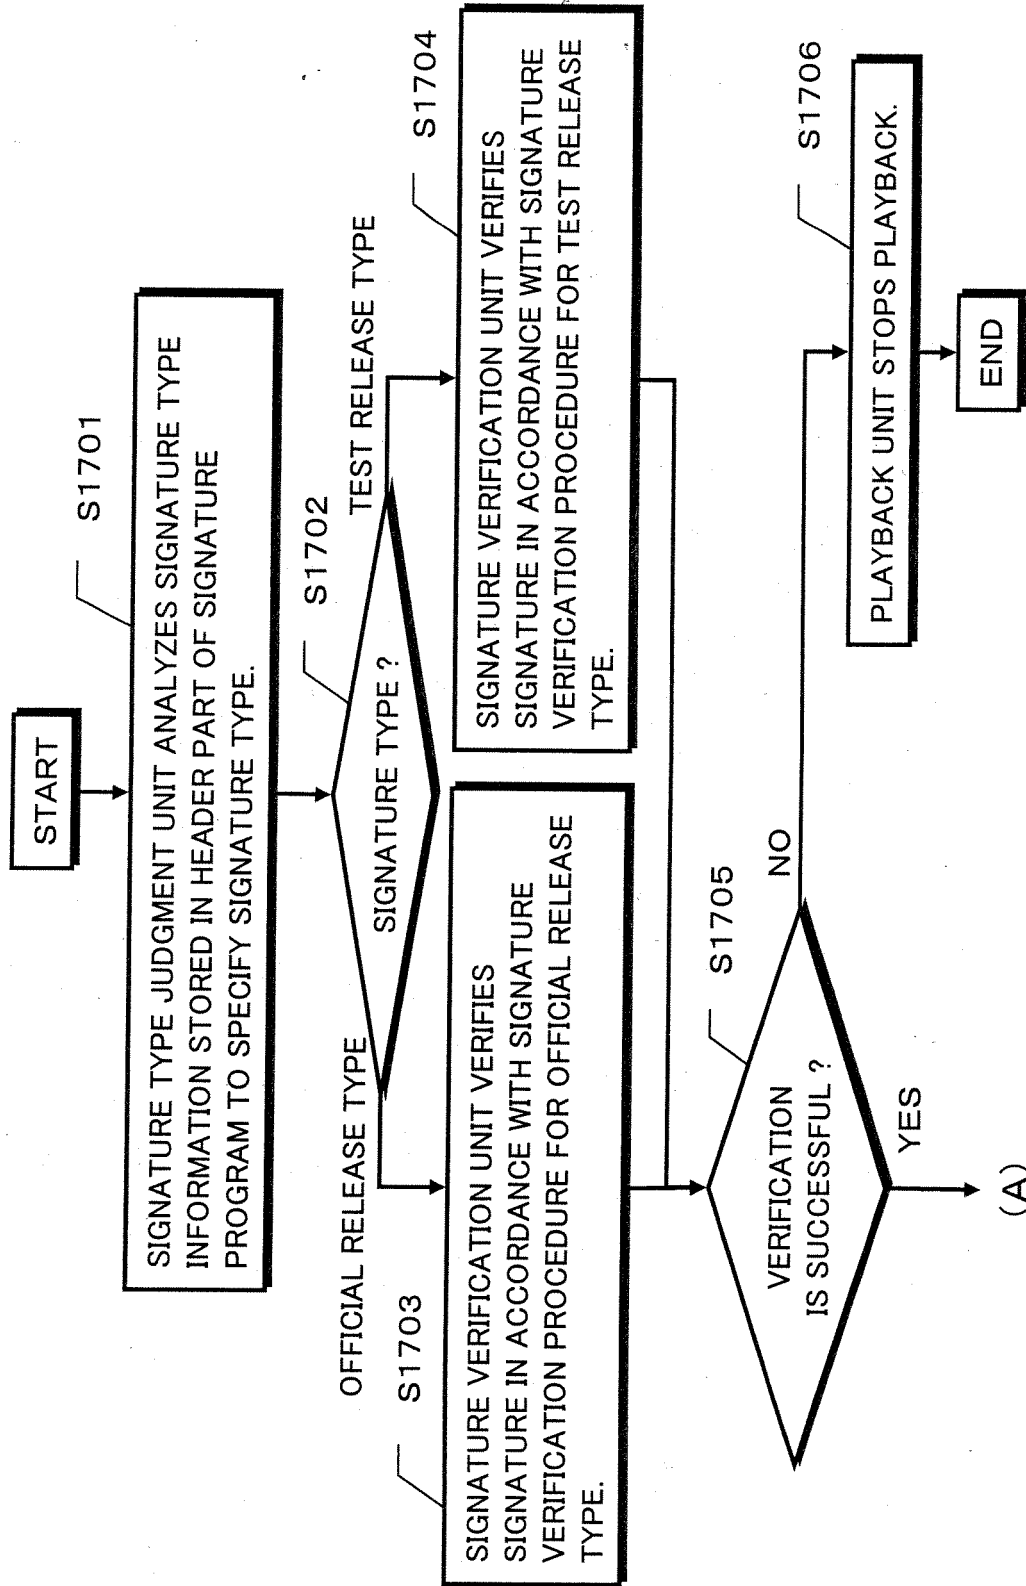 START
S1701
SIGNATURE TYPE JUDGMENT UNIT ANALYZES SIGNATURE TYPE
INFORMATION STORED IN HEADER PART OF SIGNATURE
PROGRAM TO SPECIFY SIGNATURE TYPE.
S1702
SIGNATURE TYPE ?
OFFICIAL RELEASE TYPE
TEST RELEASE TYPE
S1703
SIGNATURE VERIFICATION UNIT VERIFIES
SIGNATURE IN ACCORDANCE WITH SIGNATURE
VERIFICATION PROCEDURE FOR OFFICIAL RELEASE
TYPE.
S1704
SIGNATURE VERIFICATION UNIT VERIFIES
SIGNATURE IN ACCORDANCE WITH SIGNATURE
VERIFICATION PROCEDURE FOR TEST RELEASE
TYPE.
S1705
VERIFICATION
IS SUCCESSFUL ?
NO
YES
(A)
S1706
PLAYBACK UNIT STOPS PLAYBACK.
END